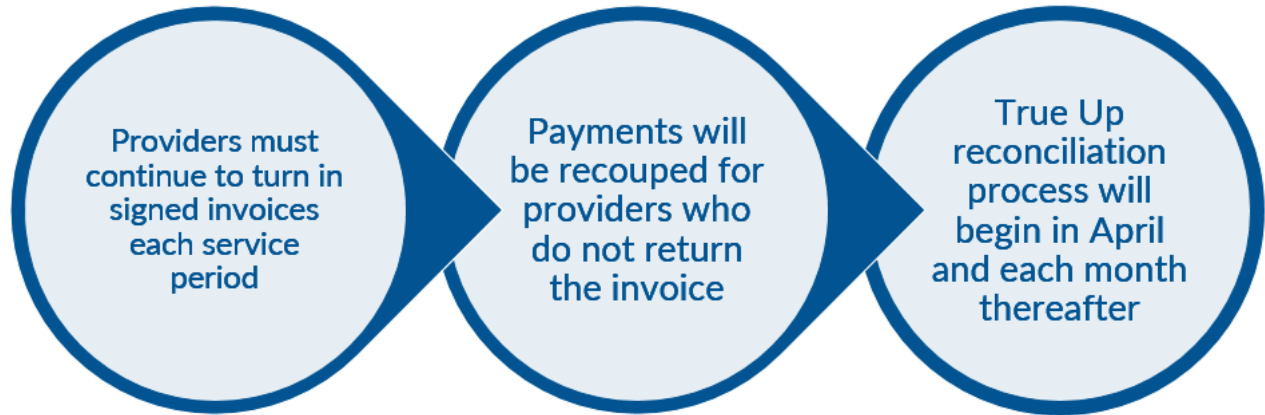 Providers must
continue to turn in
signed invoices
each service
period
Payments will
be recouped for
providers who
do not return
the invoice
True Up
reconciliation
process will
begin in April
and each month
thereafter